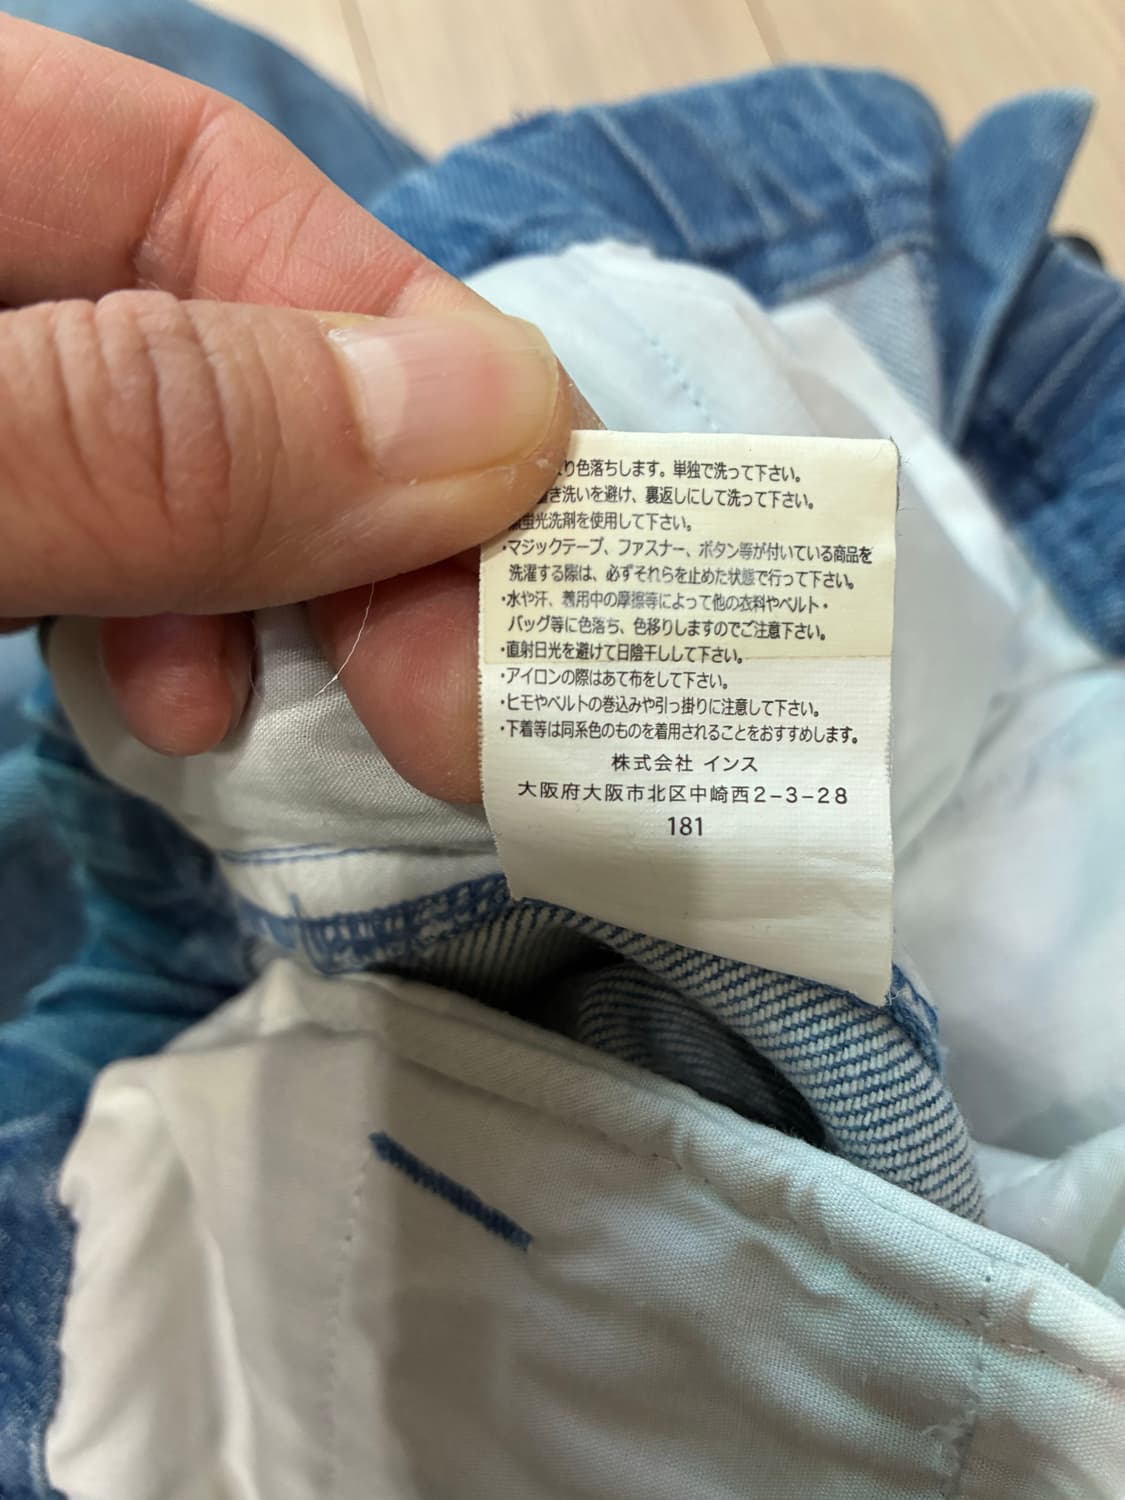 り色落ちします。単独で洗って下さい。
き洗いを避け、裏返しにして洗って下さい。
蛍光洗剤を使用して下さい。
・マジックテープ、ファスナー、ボタン等が付いている商品を
洗濯する際は、必ずそれらを止めた状態で行って下さい。
・水や汗、着用中の摩擦等によって他の衣料やベルト・
バッグ等に色落ち、色移りしますのでご注意下さい。
・直射日光を避けて日陰干しして下さい。
・アイロンの際はあて布をして下さい。
・ヒモやベルトの巻込みや引っ掛りに注意して下さい。
・下着等は同系色のものを着用されることをおすすめします。
株式会社 インス
大阪府大阪市北区中崎西2-3-28
181